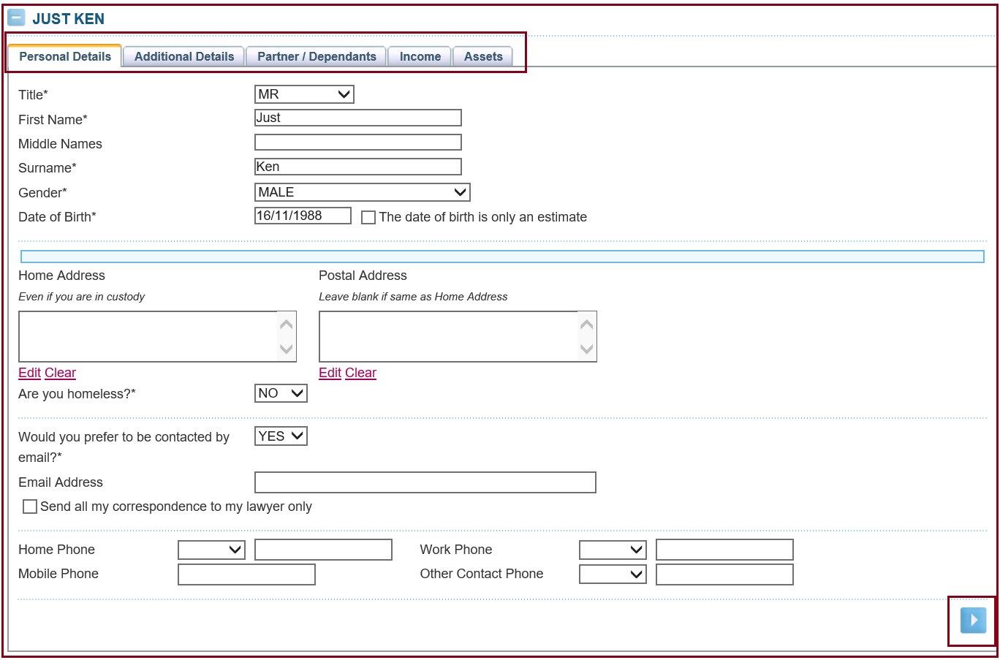 JUST KEN
Personal Details Additional Details Partner / Dependants Income Assets
Title* MR
First Name* Just
Middle Names
Surname* Ken
Gender* MALE
Date of Birth* 16/11/1988 The date of birth is only an estimate
Home Address Postal Address
Even if you are in custody Leave blank if same as Home Address
Edit Clear Edit Clear
Are you homeless?* NO
Would you prefer to be contacted by YES
email?*
Email Address
Send all my correspondence to my lawyer only
Home Phone Work Phone
Mobile Phone Other Contact Phone